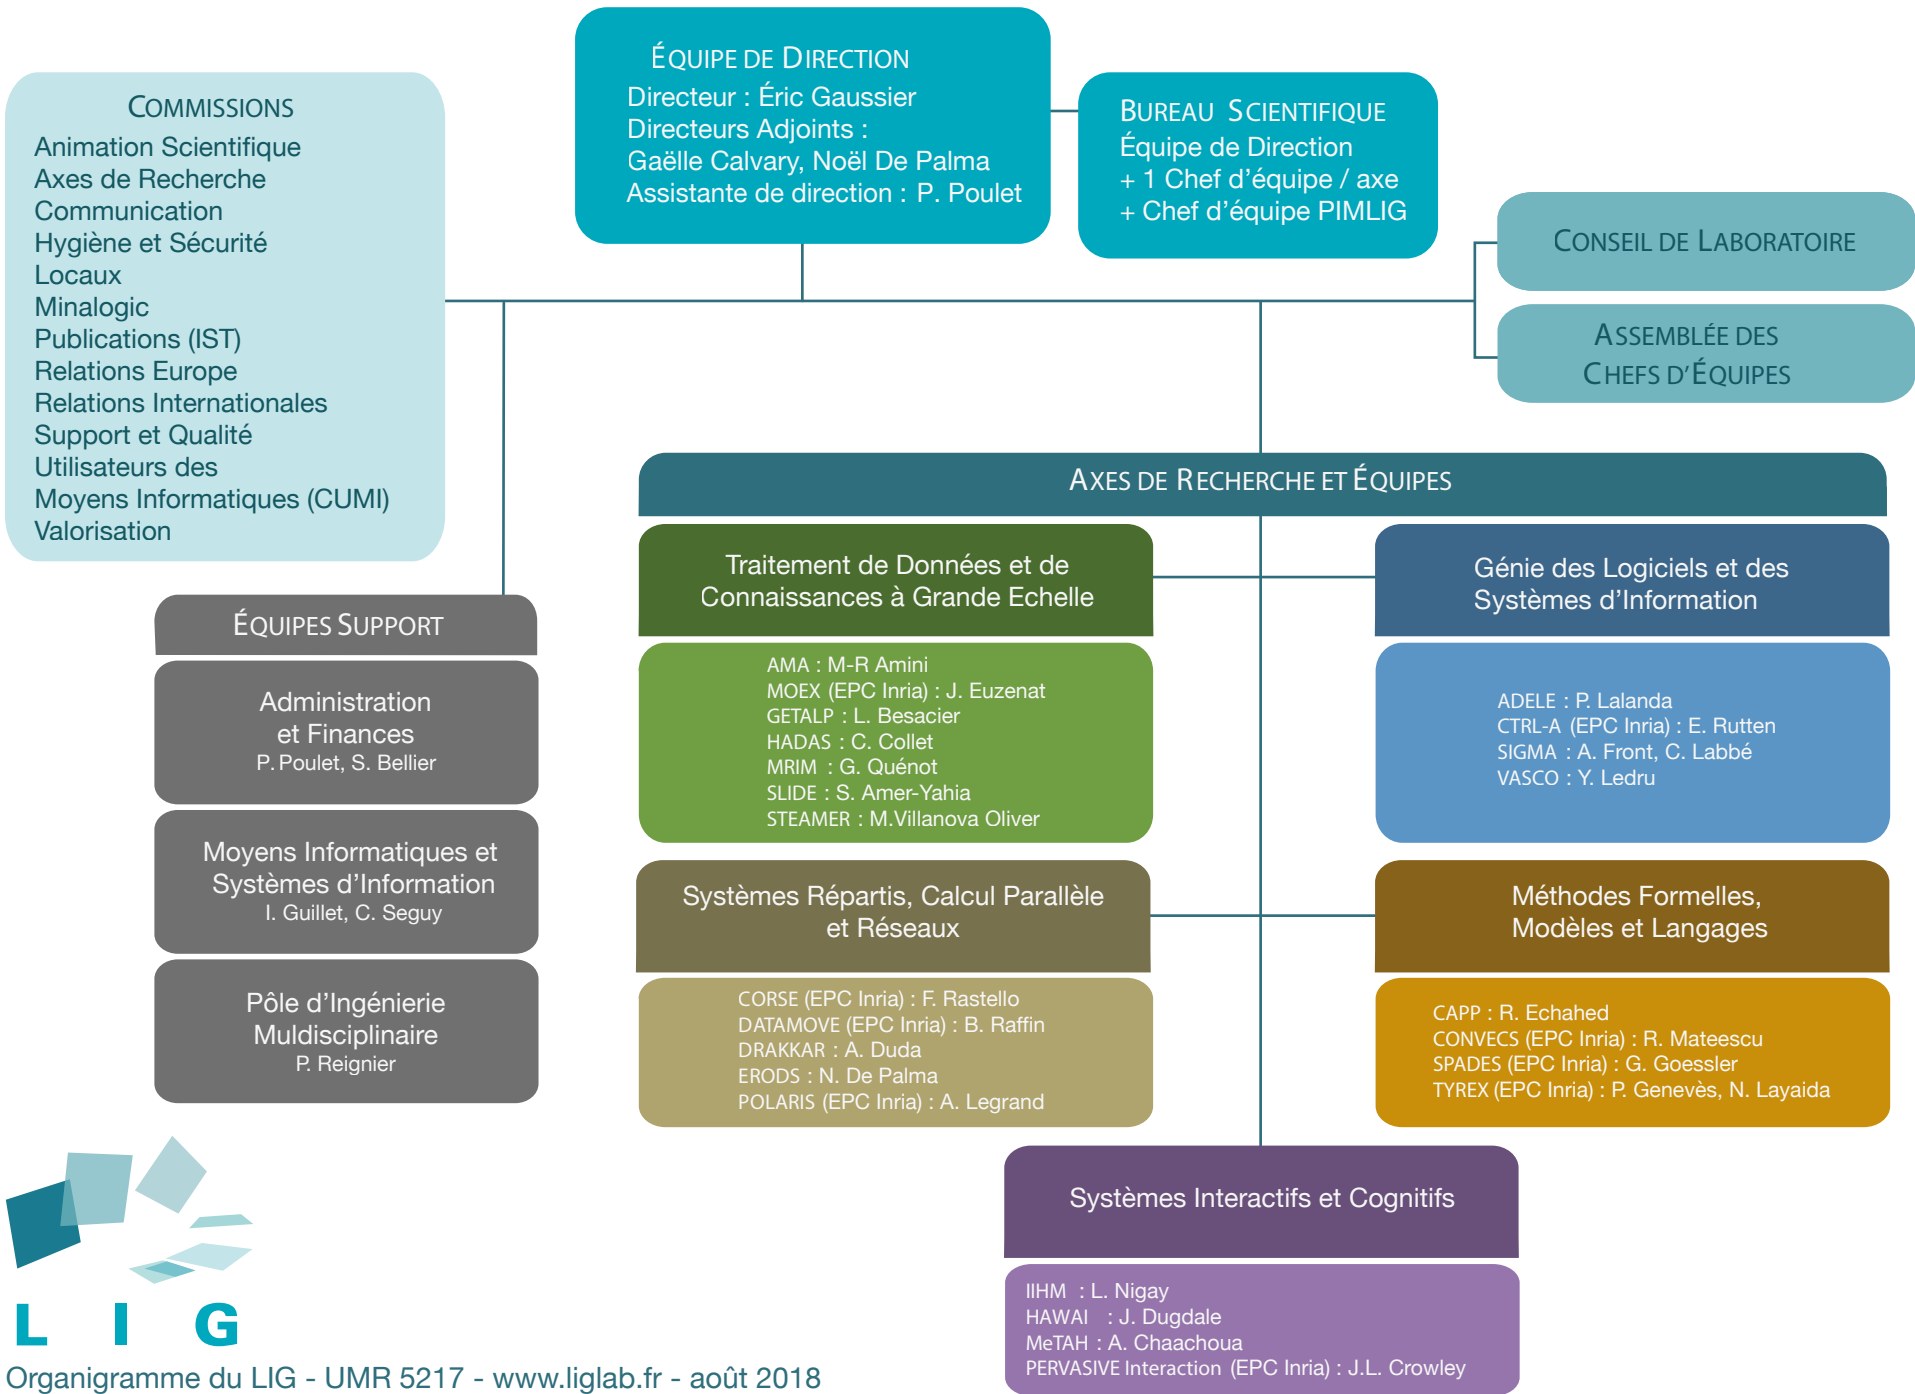 ÉQUIPE DE DIRECTION
Directeur : Éric Gaussier
Directeurs Adjoints :
Gaëlle Calvary, Noël De Palma
Assistante de direction : P. Poulet
BUREAU SCIENTIFIQUE
Équipe de Direction
+ 1 Chef d'équipe / axe
+ Chef d'équipe PIMLIG
COMMISSIONS
Animation Scientifique
Axes de Recherche
Communication
Hygiène et Sécurité
Locaux
Minalogic
Publications (IST)
Relations Europe
Relations Internationales
Support et Qualité
Utilisateurs des
Moyens Informatiques (CUMI)
Valorisation
CONSEIL DE LABORATOIRE
ASSEMBLÉE DES
CHEFS D'ÉQUIPES
ÉQUIPES SUPPORT
Administration
et Finances
P. Poulet, S. Bellier
Moyens Informatiques et
Systèmes d'Information
I. Guillet, C. Seguy
Pôle d'Ingénierie
Muldisciplinaire
P. Reignier
AXES DE RECHERCHE ET ÉQUIPES
Traitement de Données et de
Connaissances à Grande Echelle
AMA : M-R Amini
MOEX (EPC Inria) : J. Euzenat
GETALP : L. Besacier
HADAS : C. Collet
MRIM : G. Quénot
SLIDE : S. Amer-Yahia
STEAMER : M.Villanova Oliver
Génie des Logiciels et des
Systèmes d'Information
ADELE : P. Lalanda
CTRL-A (EPC Inria) : E. Rutten
SIGMA : A. Front, C. Labbé
VASCO : Y. Ledru
Systèmes Répartis, Calcul Parallèle
et Réseaux
CORSE (EPC Inria) : F. Rastello
DATAMOVE (EPC Inria) : B. Raffin
DRAKKAR : A. Duda
ERODS : N. De Palma
POLARIS (EPC Inria) : A. Legrand
Méthodes Formelles,
Modèles et Langages
CAPP : R. Echahed
CONVECS (EPC Inria) : R. Mateescu
SPADES (EPC Inria) : G. Goessler
TYREX (EPC Inria) : P. Genevès, N. Layaida
Systèmes Interactifs et Cognitifs
IIHM : L. Nigay
HAWAI : J. Dugdale
MeTAH : A. Chaachoua
PERVASIVE Interaction (EPC Inria) : J.L. Crowley
L I G
Organigramme du LIG - UMR 5217 - www.liglab.fr - août 2018